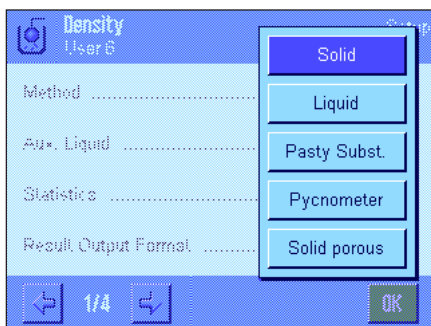 Density
User 6
Setup
Solid
Method ...........................
Liquid
Aux. Liquid .....................
Pasty Subst.
Statistics .......................
Pycnometer
Result Output Format ........
Solid porous
1/4
OK